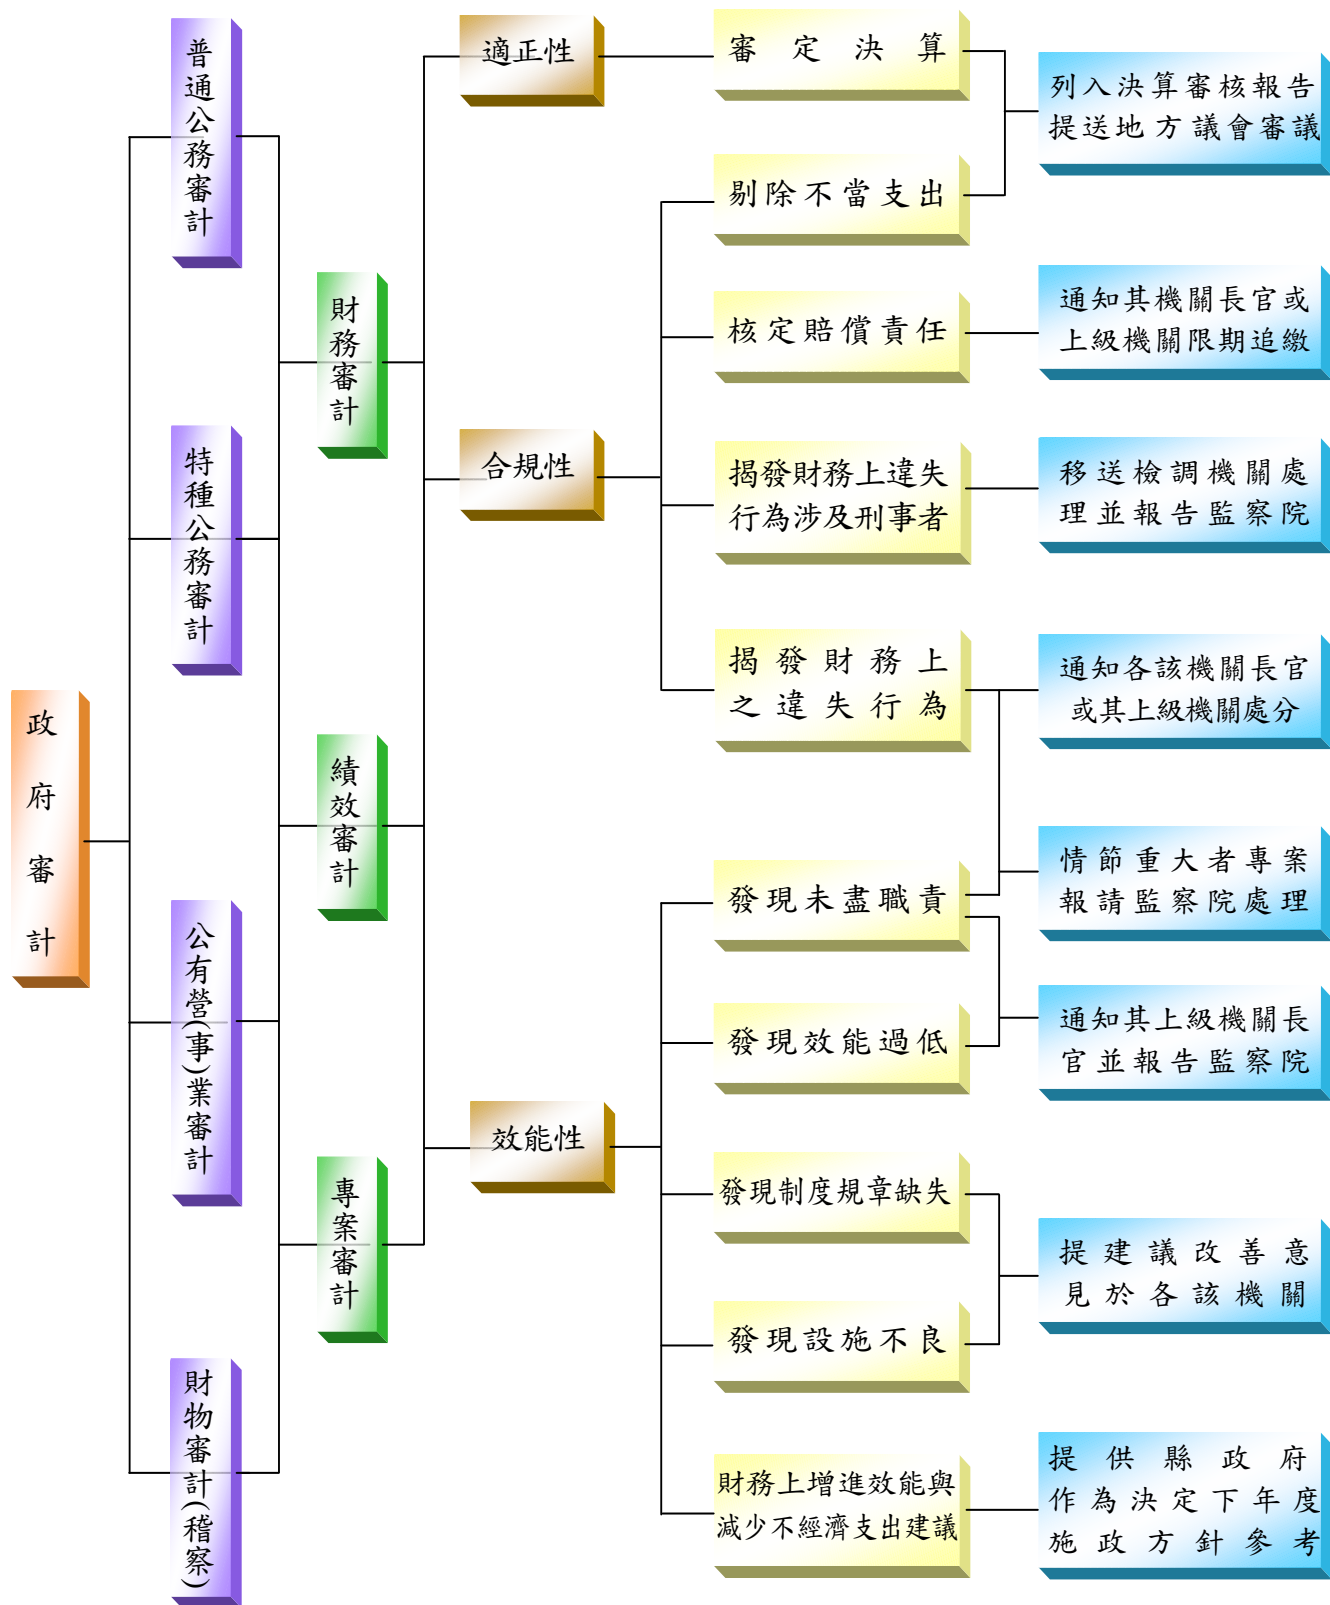 政府審計
普通公務審計
特種公務審計
公有營(事)業審計
財物審計(稽察)
財務審計
績效審計
專案審計
適正性
合規性
效能性
審定決算
剔除不當支出
核定賠償責任
揭發財務上違失
行為涉及刑事者
揭發財務上
之違失行為
發現未盡職責
發現效能過低
發現制度規章缺失
發現設施不良
財務上增進效能與
減少不經濟支出建議
列入決算審核報告
提送地方議會審議
通知其機關長官或
上級機關限期追繳
移送檢調機關處
理並報告監察院
通知各該機關長官
或其上級機關處分
情節重大者專案
報請監察院處理
通知其上級機關長
官並報告監察院
提建議改善意
見於各該機關
提供縣政府
作為決定下年度
施政方針參考